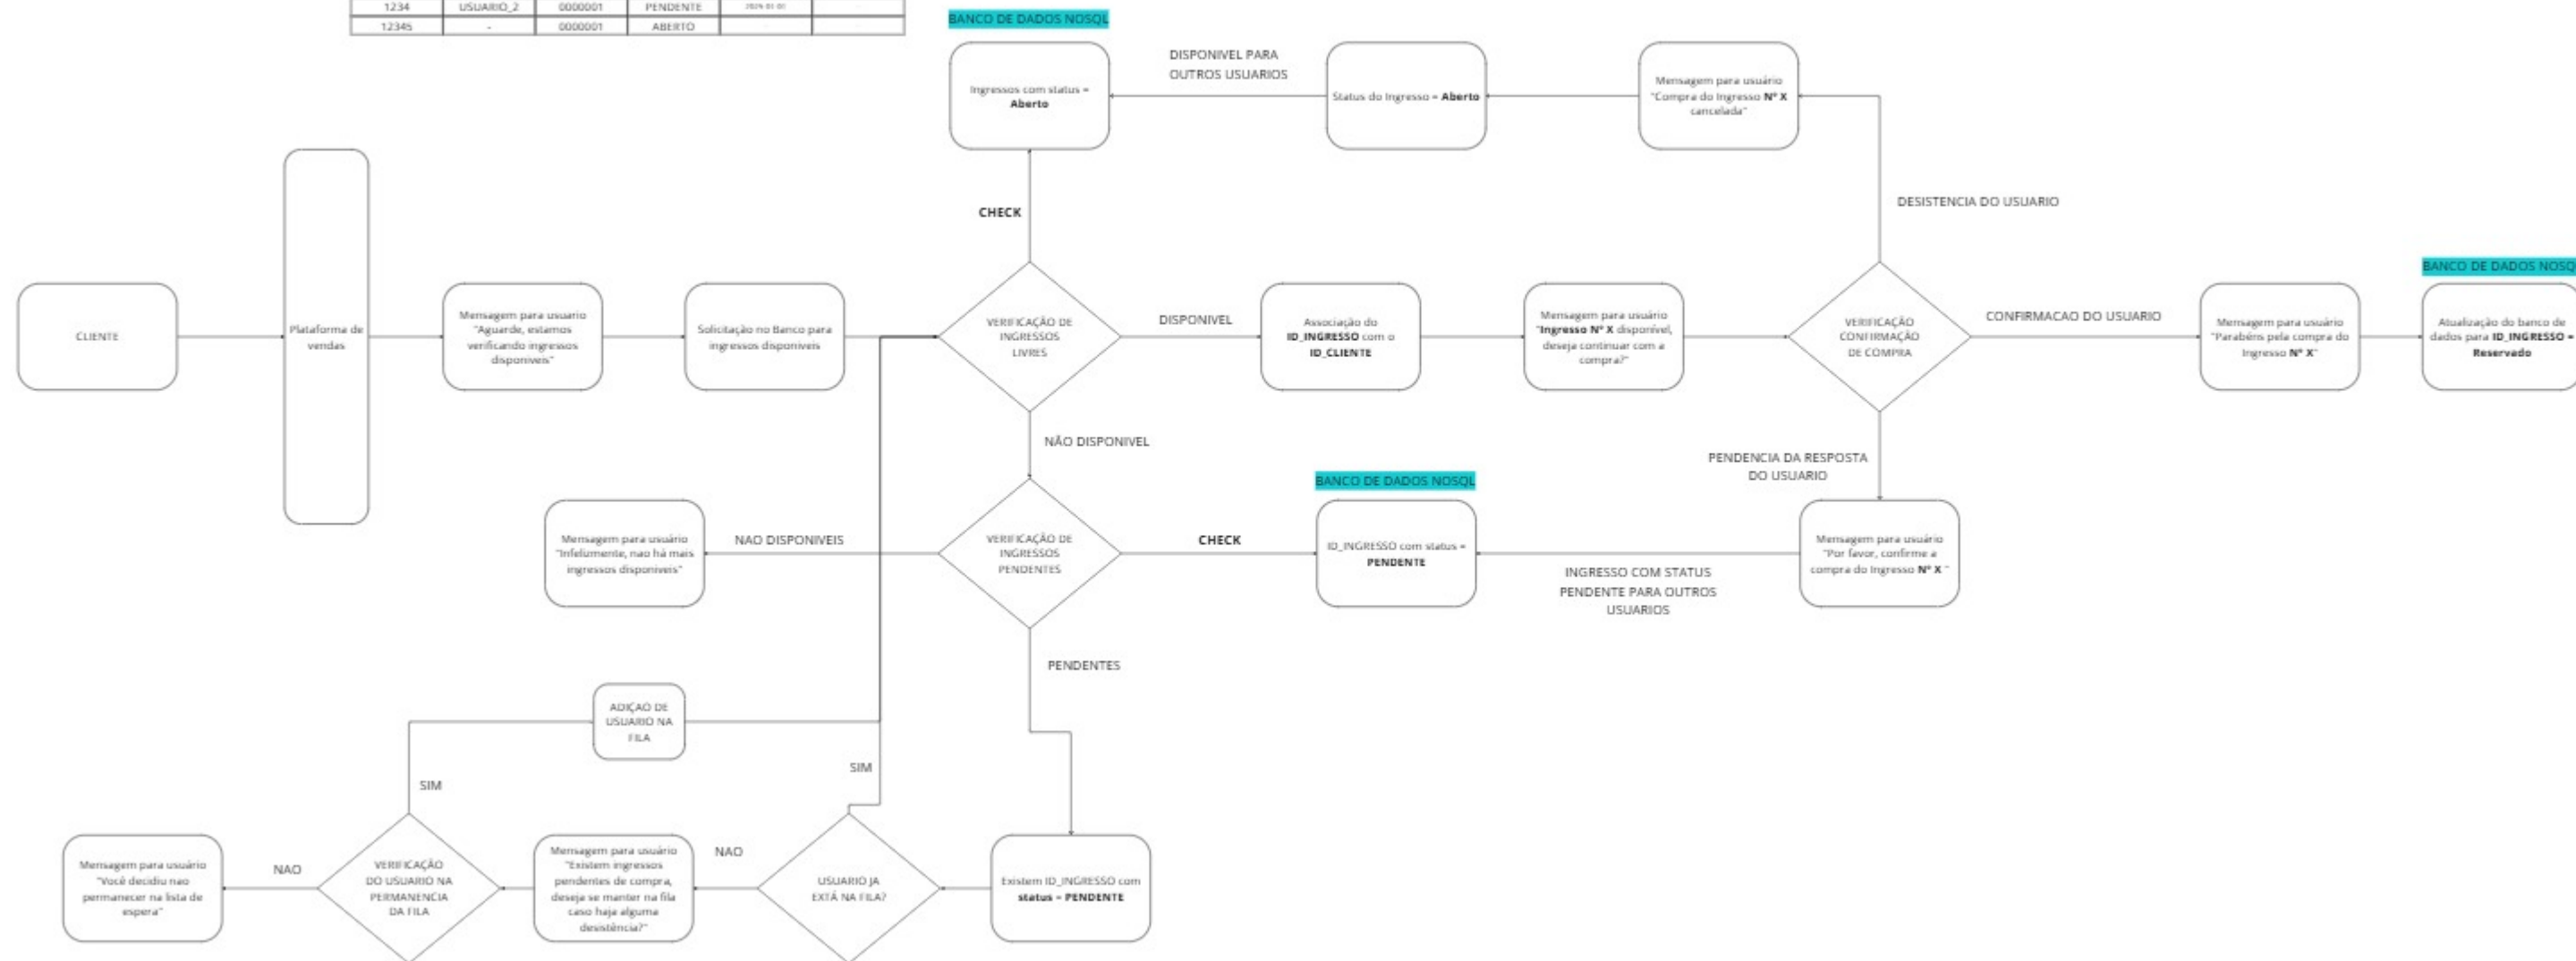 1234 USUARIO_2 0000001 PENDENTE
12345 - 0000001 ABERTO
BANCO DE DADOS NOSQL
Ingressos com status =
Aberto
DISPONIVEL PARA
OUTROS USUARIOS
Status do Ingresso = Aberto
Mensagem para usuário
"Compra do Ingresso Nº X
cancelada"
CHECK
DESISTENCIA DO USUARIO
CLIENTE
Plataforma de
vendas
Mensagem para usuario
"Aguarde, estamos
verificando ingressos
disponiveis"
Solicitação no Banco para
ingressos disponiveis
VERIFICAÇÃO DE
INGRESSOS
LIVRES
DISPONIVEL
Associação do
ID_INGRESSO com o
ID_CLIENTE
Mensagem para usuário
"Ingresso Nº X disponível,
deseja continuar com a
compra?"
VERIFICAÇÃO
CONFIRMAÇÃO
DE COMPRA
CONFIRMACAO DO USUARIO
Mensagem para usuário
"Parabéns pela compra do
Ingresso Nº X"
BANCO DE DADOS NOSQ
Atualização do banco de
dados para ID_INGRESSO =
Reservado
NÃO DISPONIVEL
PENDENCIA DA RESPOSTA
DO USUARIO
Mensagem para usuário
"Infelizmente, nao há mais
ingressos disponiveis"
NAO DISPONIVEIS
VERIFICAÇÃO DE
INGRESSOS
PENDENTES
CHECK
BANCO DE DADOS NOSQL
ID_INGRESSO com status =
PENDENTE
INGRESSO COM STATUS
PENDENTE PARA OUTROS
USUARIOS
Mensagem para usuário
"Por favor, confirme a
compra do Ingresso Nº X "
PENDENTES
ADIÇAO DE
USUARIO NA
FILA
SIM
SIM
Mensagem para usuário
"Você decidiu nao
permanecer na lista de
espera"
NAO
VERIFICAÇÃO
DO USUARIO NA
PERMANENCIA
DA FILA
Mensagem para usuário
"Existem ingressos
pendentes de compra,
deseja se manter na fila
caso haja alguma
desistência?"
NAO
USUARIO JA
EXTÁ NA FILA?
Existem ID_INGRESSO com
status = PENDENTE